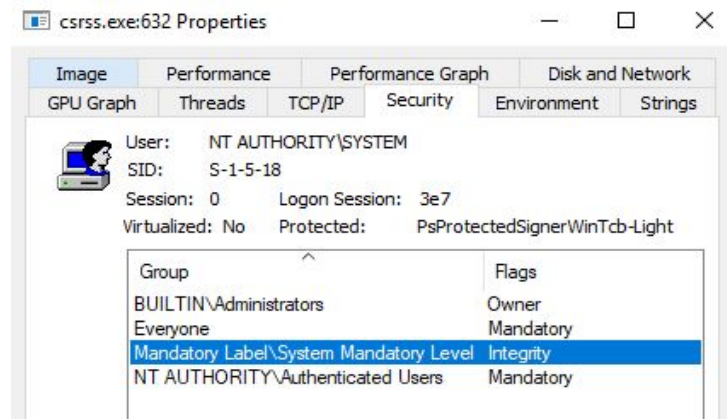 csrss.exe:632 Properties
Image Performance Performance Graph Disk and Network
GPU Graph Threads TCP/IP Security Environment Strings
User: NT AUTHORITY\SYSTEM
SID: S-1-5-18
Session: 0 Logon Session: 3e7
Virtualized: No Protected: PsProtectedSignerWinTcb-Light
Group Flags
BUILTIN\Administrators Owner
Everyone Mandatory
Mandatory Label\System Mandatory Level Integrity
NT AUTHORITY\Authenticated Users Mandatory